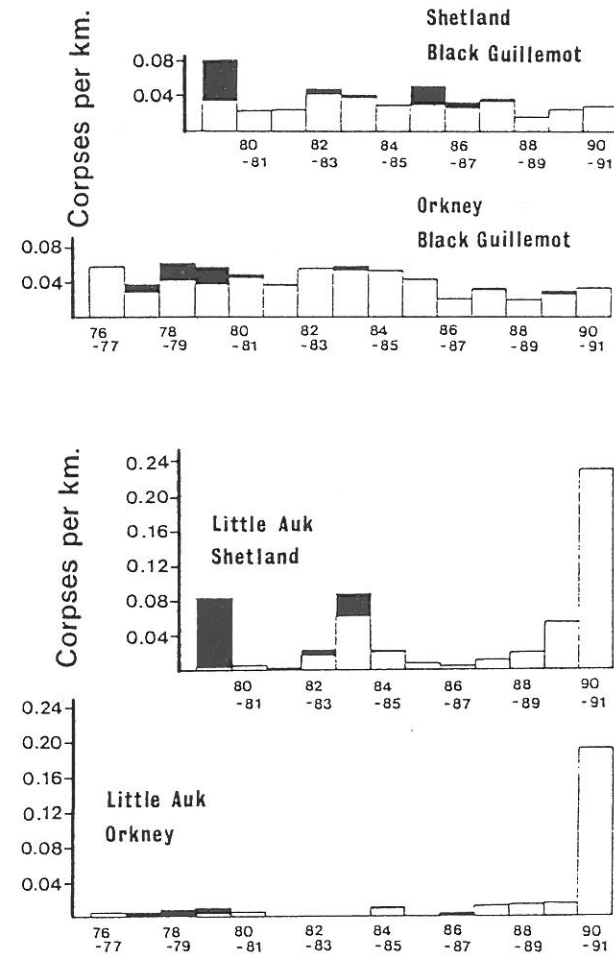 Shetland
Black Guillemot
Corpses per km.
0.08
0.04
80 82 84 86 88 90
-81 -83 -85 -87 -89 -91
Orkney
Black Guillemot
0.08
0.04
76 78 80 82 84 86 88 90
-77 -79 -81 -83 -85 -87 -89 -91
Corpses per km.
0.24
0.20
0.16
0.12
0.08
0.04
Little Auk
Shetland
80 82 84 86 88 90
-81 -83 -85 -87 -89 -91
0.24
0.20
0.16
0.12
0.08
0.04
Little Auk
Orkney
76 78 80 82 84 86 88 90
-77 -79 -81 -83 -85 -87 -89 -91